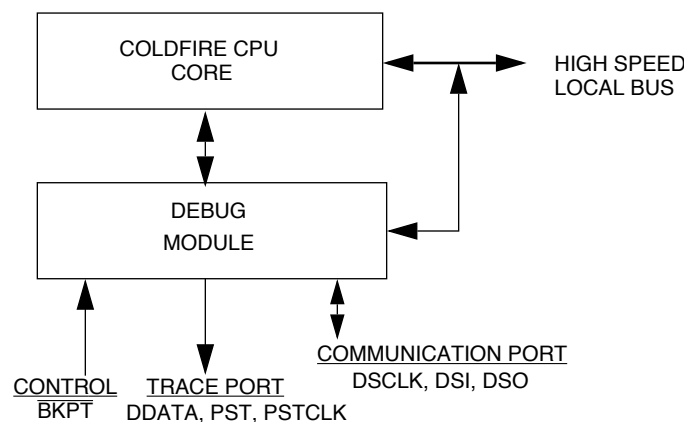 COLDFIRE CPU
CORE
HIGH SPEED
LOCAL BUS
DEBUG
MODULE
COMMUNICATION PORT
DSCLK, DSI, DSO
CONTROL
BKPT
TRACE PORT
DDATA, PST, PSTCLK